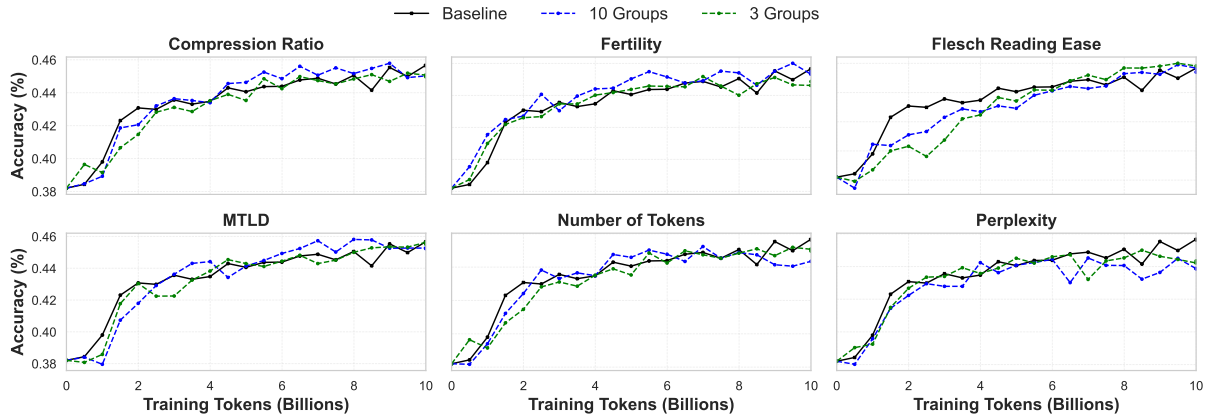 Baseline 10 Groups 3 Groups
Compression Ratio Fertility Flesch Reading Ease
Accuracy (%)
0.46
0.44
0.42
0.40
0.38
MTLD Number of Tokens Perplexity
Accuracy (%)
0.46
0.44
0.42
0.40
0.38
0 2 4 6 8 10 0 2 4 6 8 10 0 2 4 6 8 10
Training Tokens (Billions) Training Tokens (Billions) Training Tokens (Billions)